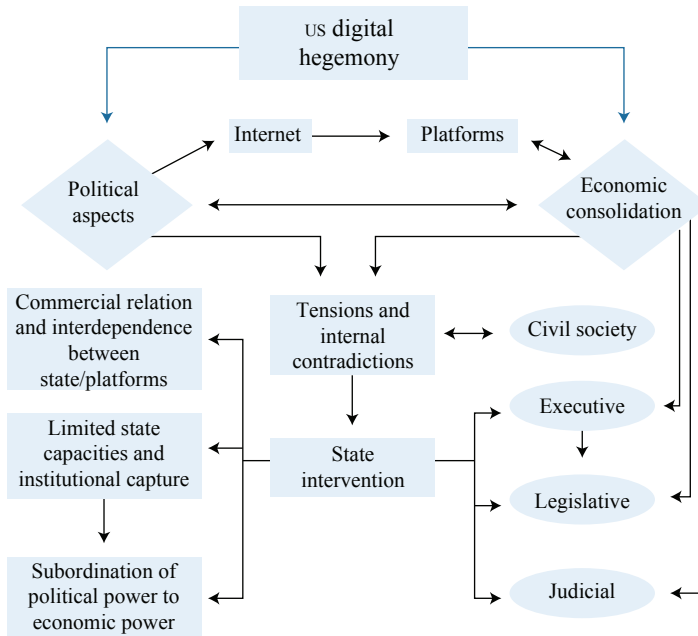 US digital
hegemony
Internet
Platforms
Political
aspects
Economic
consolidation
Commercial relation
and interdependence
between
state/platforms
Tensions and
internal
contradictions
Civil society
Executive
Limited state
capacities and
institutional capture
State
intervention
Legislative
Subordination of
political power to
economic power
Judicial